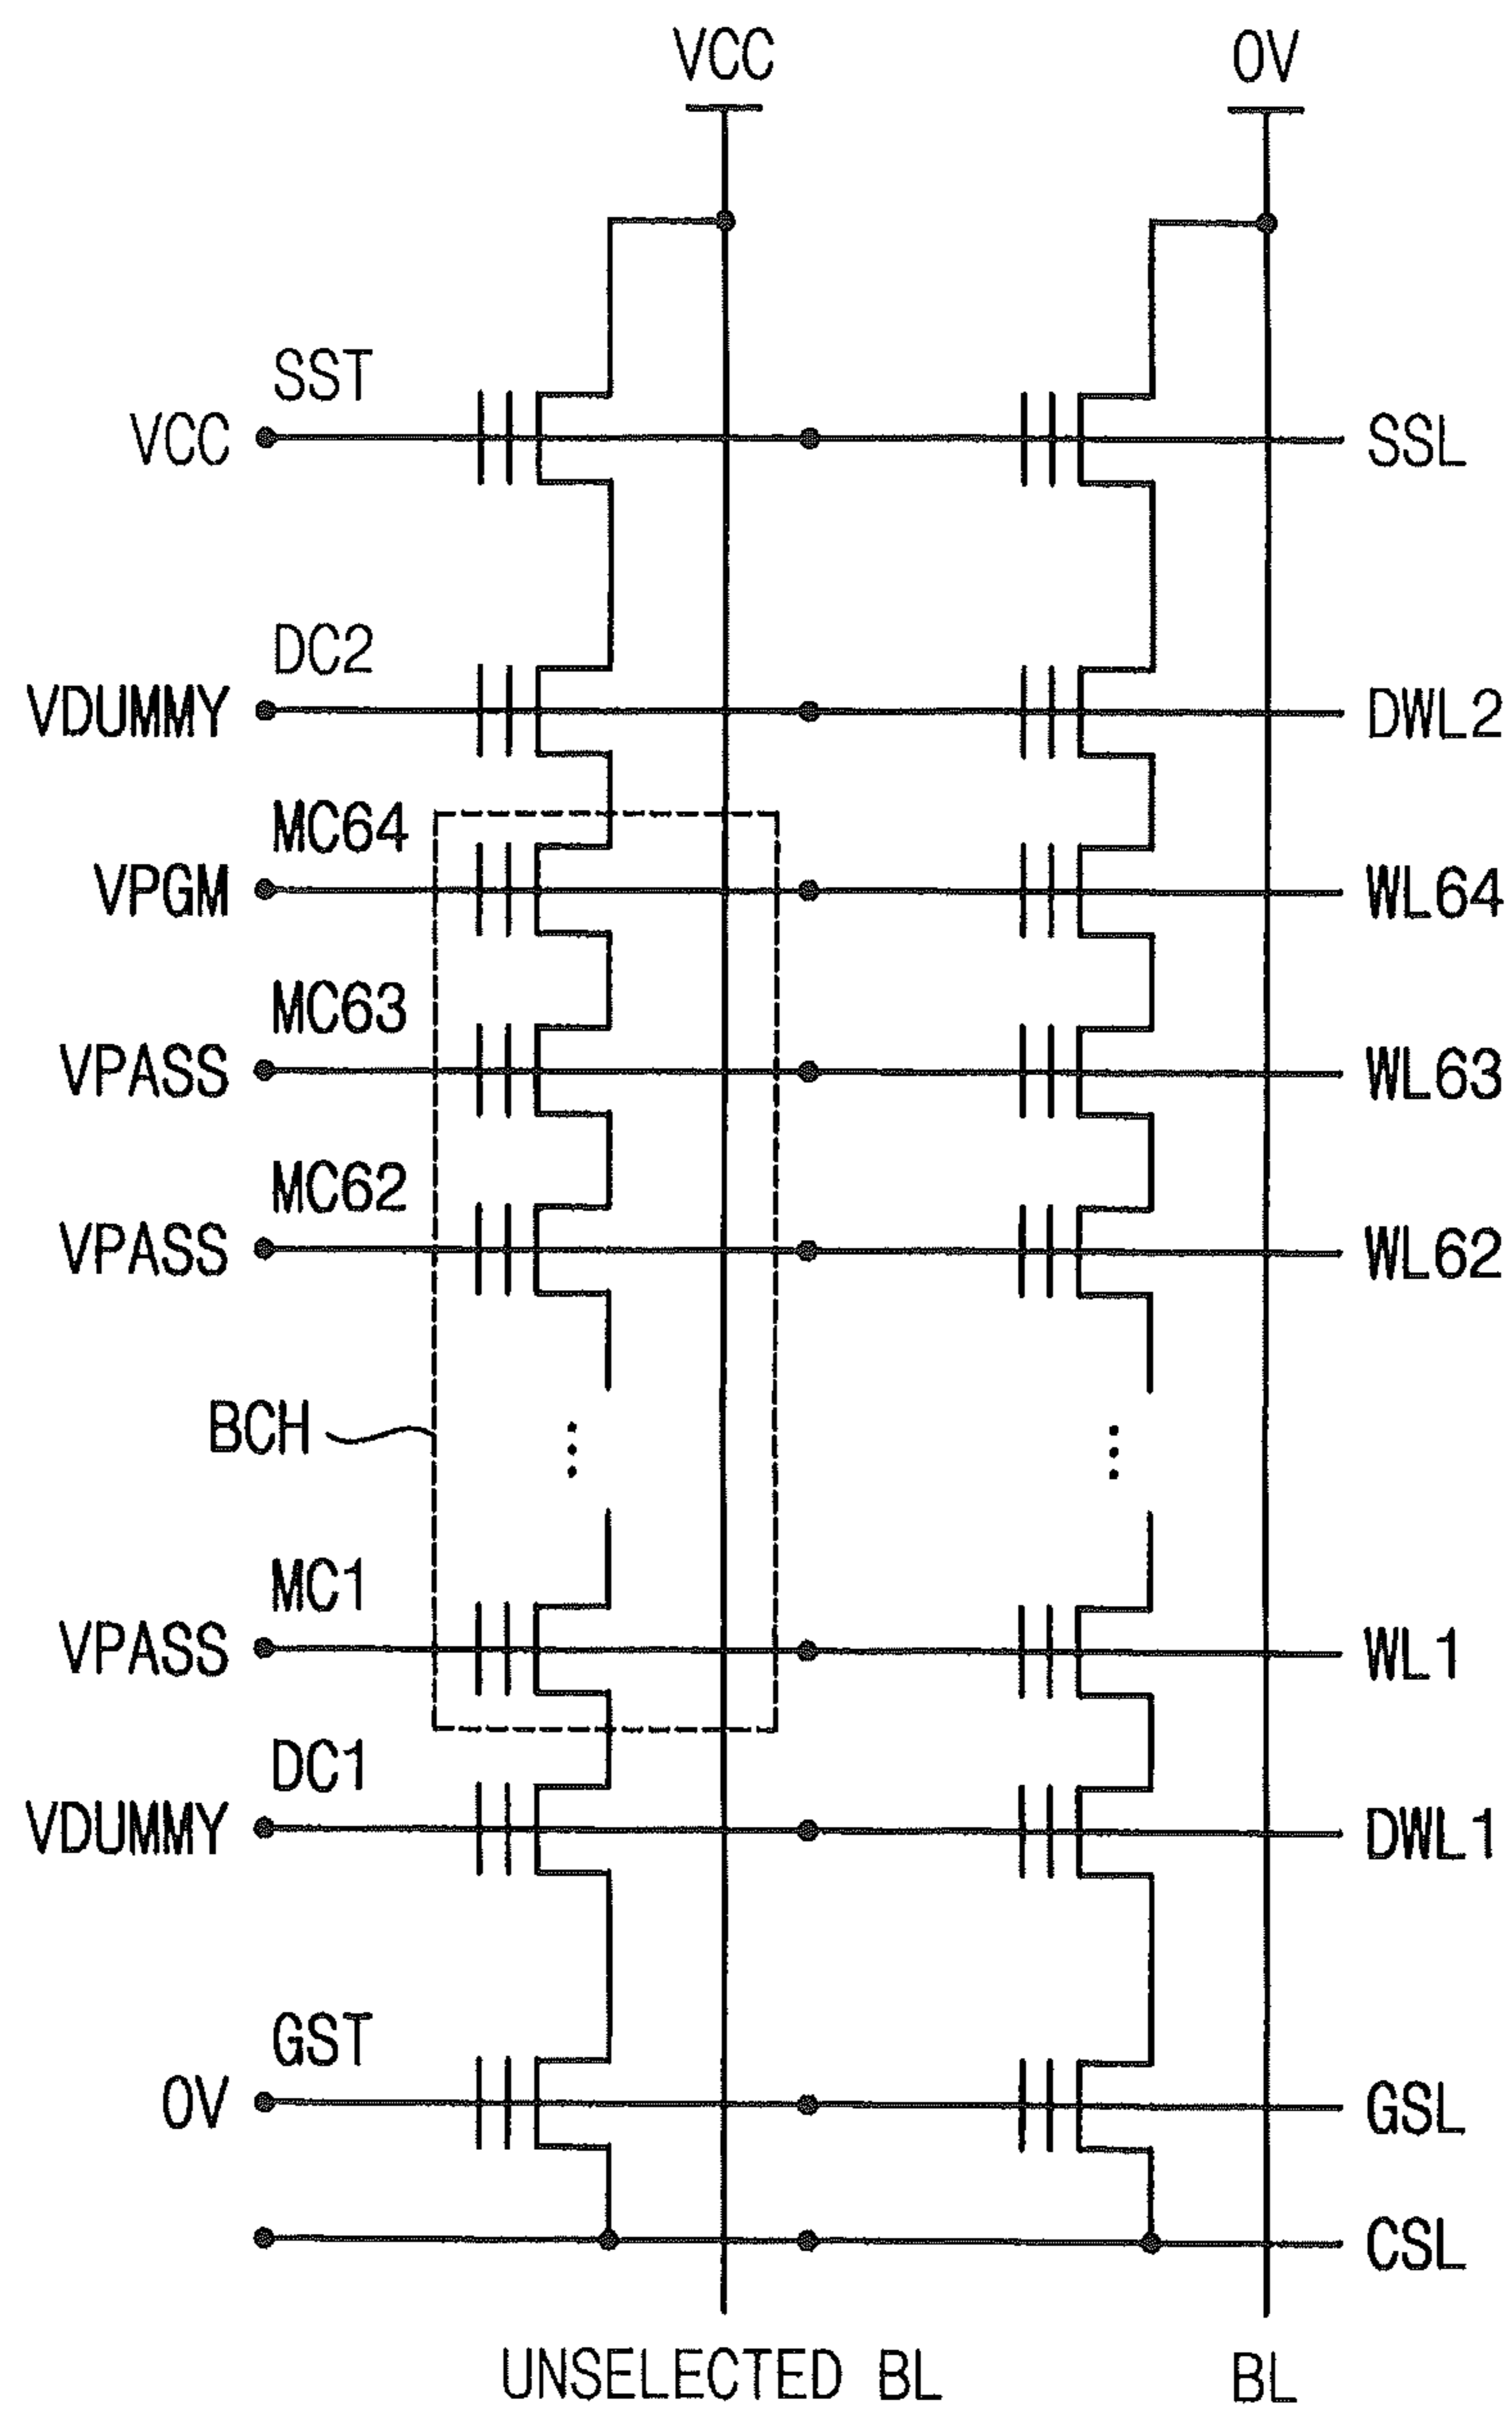 VCC 0V
SST
VCC SSL
DC2
VDUMMY DWL2
MC64
VPGM WL64
MC63
VPASS WL63
MC62
VPASS WL62
BCH
MC1
VPASS WL1
DC1
VDUMMY DWL1
GST
0V GSL
CSL
UNSELECTED BL BL